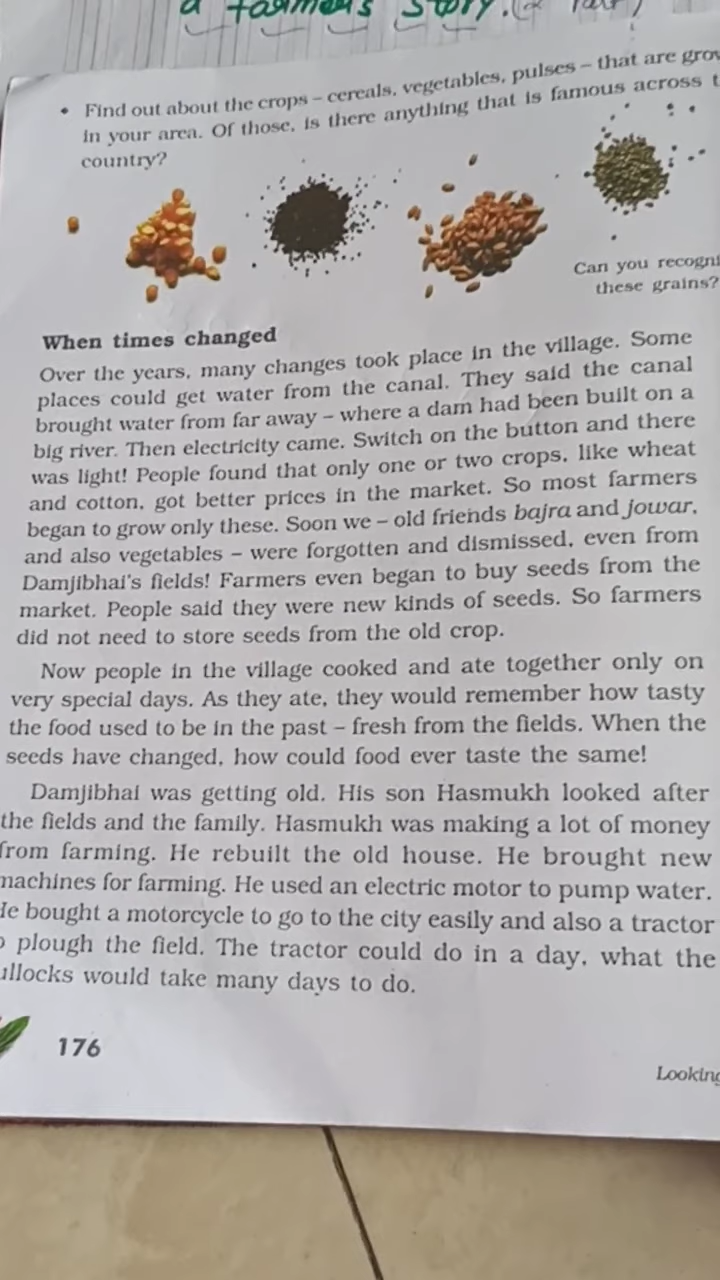 a farmer's story.
• Find out about the crops – cereals, vegetables, pulses – that are grow
in your area. Of those, is there anything that is famous across t
country?
Can you recogni
these grains?
When times changed
Over the years, many changes took place in the village. Some
places could get water from the canal. They said the canal
brought water from far away – where a dam had been built on a
big river. Then electricity came. Switch on the button and there
was light! People found that only one or two crops, like wheat
and cotton, got better prices in the market. So most farmers
began to grow only these. Soon we – old friends bajra and jowar,
and also vegetables – were forgotten and dismissed, even from
Damjibhai's fields! Farmers even began to buy seeds from the
market. People said they were new kinds of seeds. So farmers
did not need to store seeds from the old crop.
Now people in the village cooked and ate together only on
very special days. As they ate, they would remember how tasty
the food used to be in the past – fresh from the fields. When the
seeds have changed, how could food ever taste the same!
Damjibhai was getting old. His son Hasmukh looked after
the fields and the family. Hasmukh was making a lot of money
from farming. He rebuilt the old house. He brought new
machines for farming. He used an electric motor to pump water.
He bought a motorcycle to go to the city easily and also a tractor
o plough the field. The tractor could do in a day, what the
ullocks would take many days to do.
176
Looking